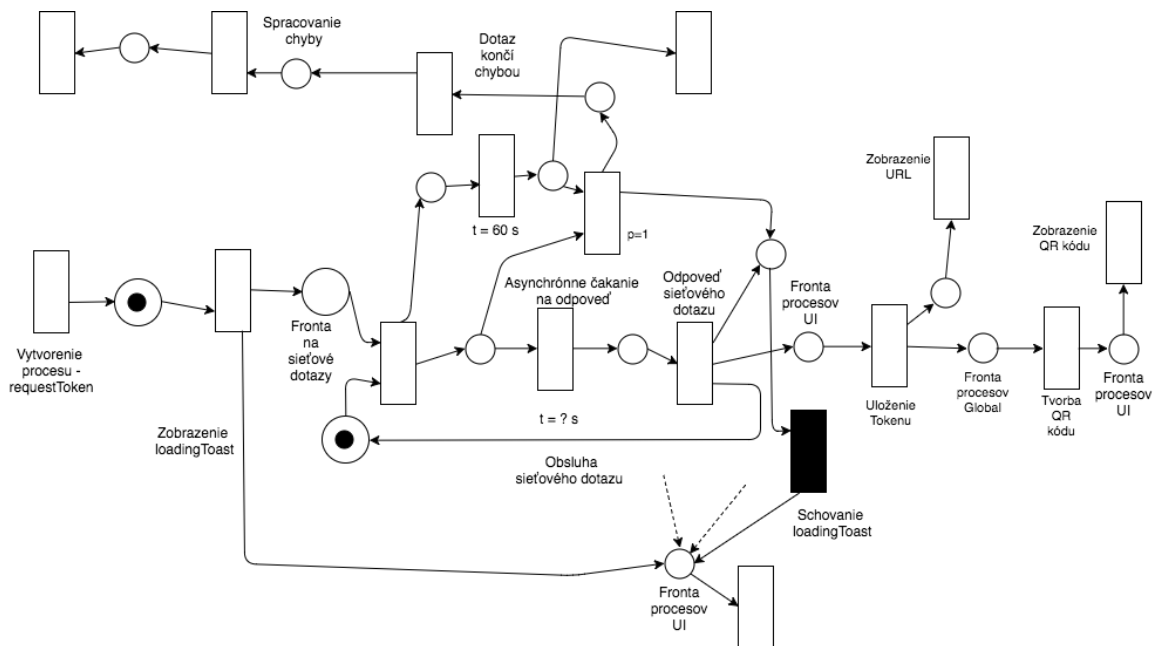 Spracovanie
chyby
Dotaz
končí
chybou
t = 60 s
p=1
Zobrazenie
URL
Zobrazenie
QR kódu
Vytvorenie
procesu -
requestToken
Fronta
na
sieťové
dotazy
Asynchrónne čakanie
na odpoveď
Odpoveď
sieťového
dotazu
Fronta
procesov
UI
Uloženie
Tokenu
Fronta
procesov
Global
Tvorba
QR
kódu
Fronta
procesov
UI
Zobrazenie
loadingToast
t = ? s
Obsluha
sieťového dotazu
Schovanie
loadingToast
Fronta
procesov
UI